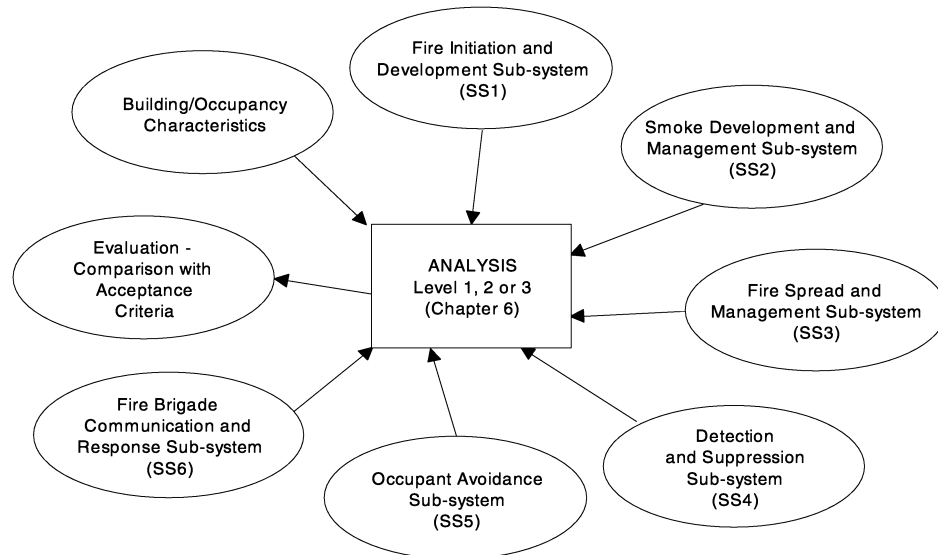 Fire Initiation and
Development Sub-system
(SS1)
Building/Occupancy
Characteristics
Smoke Development and
Management Sub-system
(SS2)
Evaluation -
Comparison with
Acceptance
Criteria
ANALYSIS
Level 1, 2 or 3
(Chapter 6)
Fire Spread and
Management Sub-system
(SS3)
Fire Brigade
Communication and
Response Sub-system
(SS6)
Occupant Avoidance
Sub-system
(SS5)
Detection
and Suppression
Sub-system
(SS4)